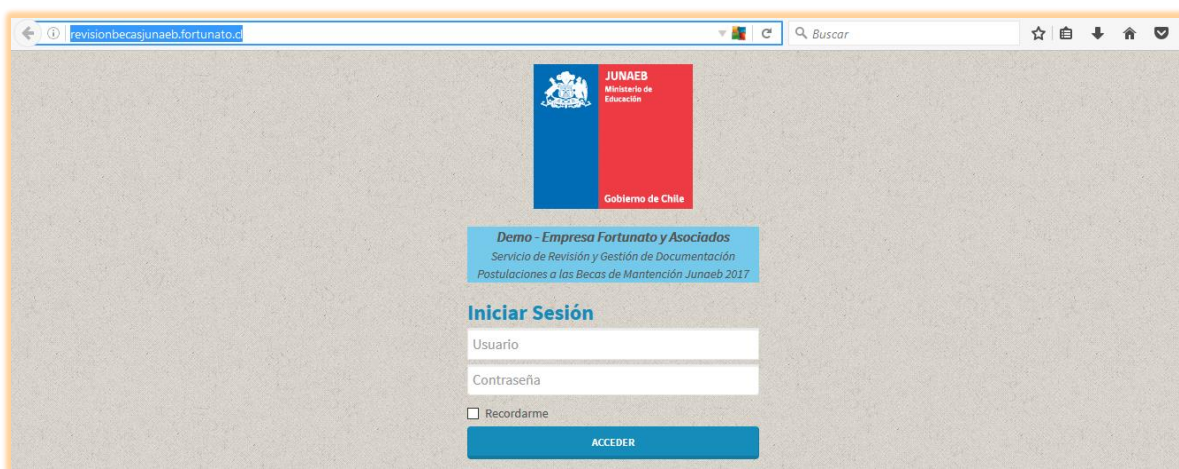 revisionbecasjunaeb.fortunato.cl
Buscar
JUNAEB
Ministerio de
Educación
Gobierno de Chile
Demo - Empresa Fortunato y Asociados
Servicio de Revisión y Gestión de Documentación
Postulaciones a las Becas de Mantención Junaeb 2017
Iniciar Sesión
Usuario
Contraseña
Recordarme
ACCEDER